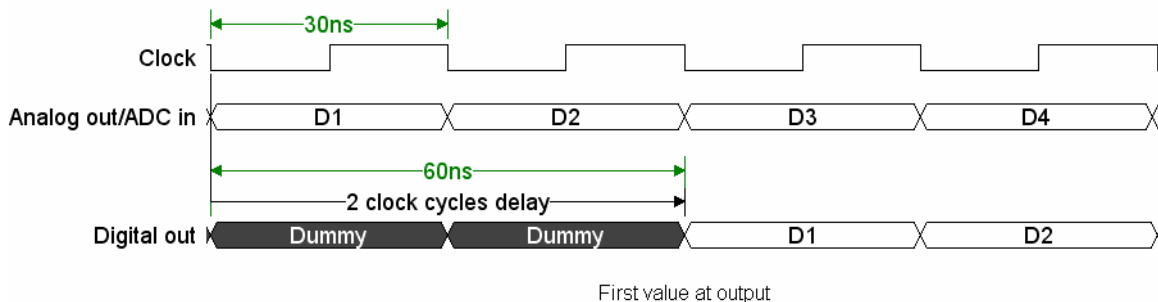 30ns
Clock
Analog out/ADC in D1 D2 D3 D4
60ns
2 clock cycles delay
Digital out Dummy Dummy D1 D2
First value at output